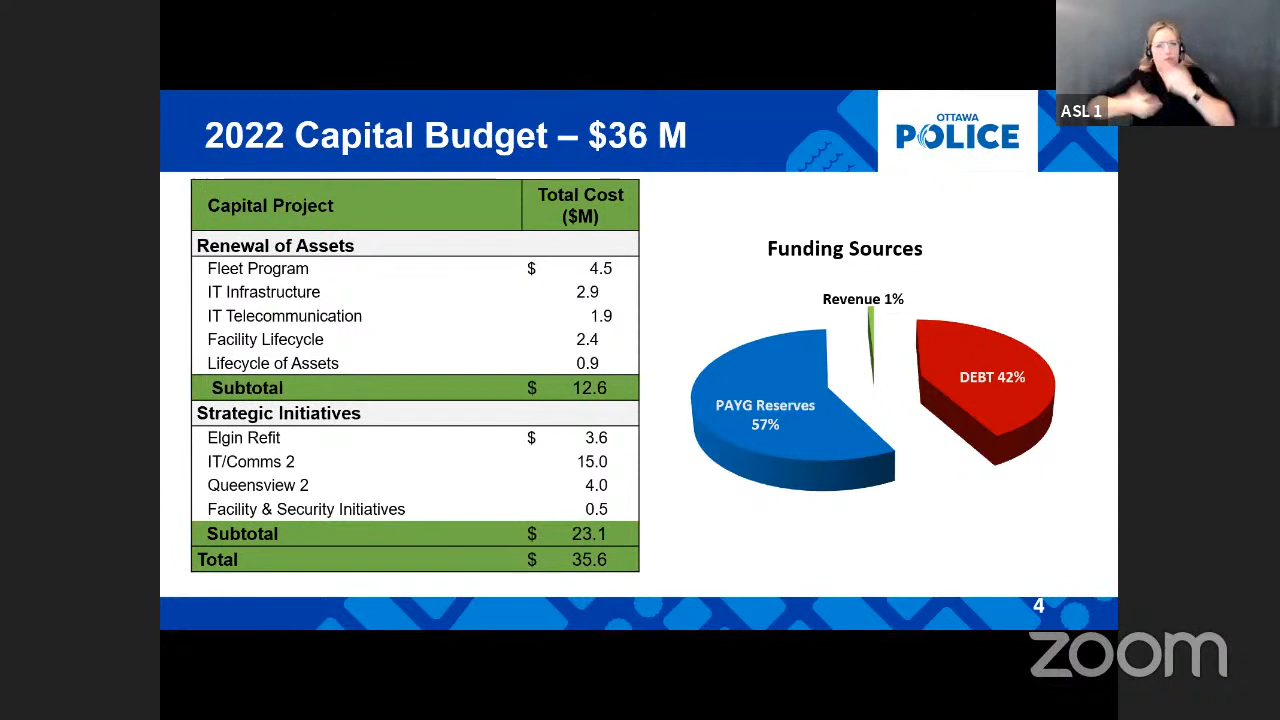 ASL 1
2022 Capital Budget – $36 M
OTTAWA
POLICE
Capital Project
Total Cost
($M)
Renewal of Assets
Fleet Program $ 4.5
IT Infrastructure 2.9
IT Telecommunication 1.9
Facility Lifecycle 2.4
Lifecycle of Assets 0.9
Subtotal $ 12.6
Strategic Initiatives
Elgin Refit $ 3.6
IT/Comms 2 15.0
Queensview 2 4.0
Facility & Security Initiatives 0.5
Subtotal $ 23.1
Total $ 35.6
Funding Sources
Revenue 1%
DEBT 42%
PAYG Reserves
57%
4
zoom